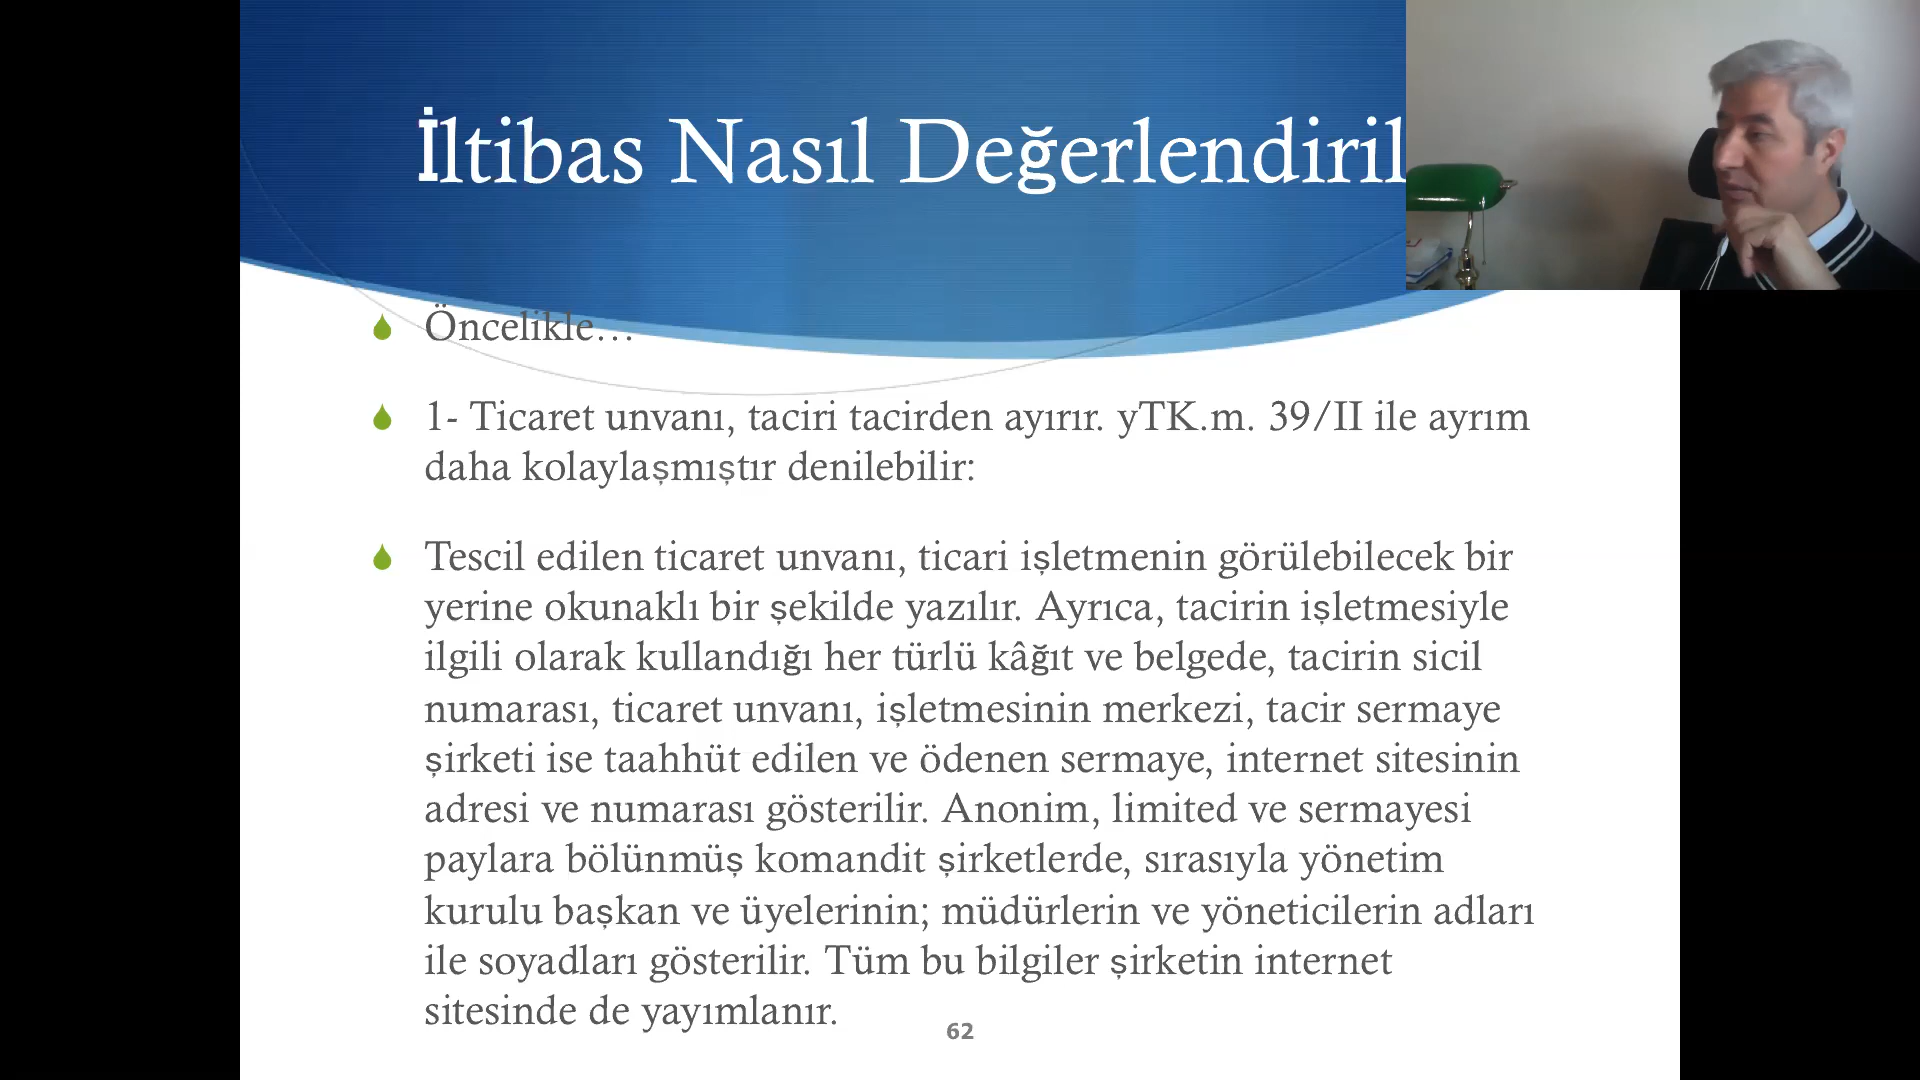 İltibas Nasıl Değerlendiril
Öncelikle…
1- Ticaret unvanı, taciri tacirden ayırır. yTK.m. 39/II ile ayrım
daha kolaylaşmıştır denilebilir:
Tescil edilen ticaret unvanı, ticari işletmenin görülebilecek bir
yerine okunaklı bir şekilde yazılır. Ayrıca, tacirin işletmesiyle
ilgili olarak kullandığı her türlü kâğıt ve belgede, tacirin sicil
numarası, ticaret unvanı, işletmesinin merkezi, tacir sermaye
şirketi ise taahhüt edilen ve ödenen sermaye, internet sitesinin
adresi ve numarası gösterilir. Anonim, limited ve sermayesi
paylara bölünmüş komandit şirketlerde, sırasıyla yönetim
kurulu başkan ve üyelerinin; müdürlerin ve yöneticilerin adları
ile soyadları gösterilir. Tüm bu bilgiler şirketin internet
sitesinde de yayımlanır.
62